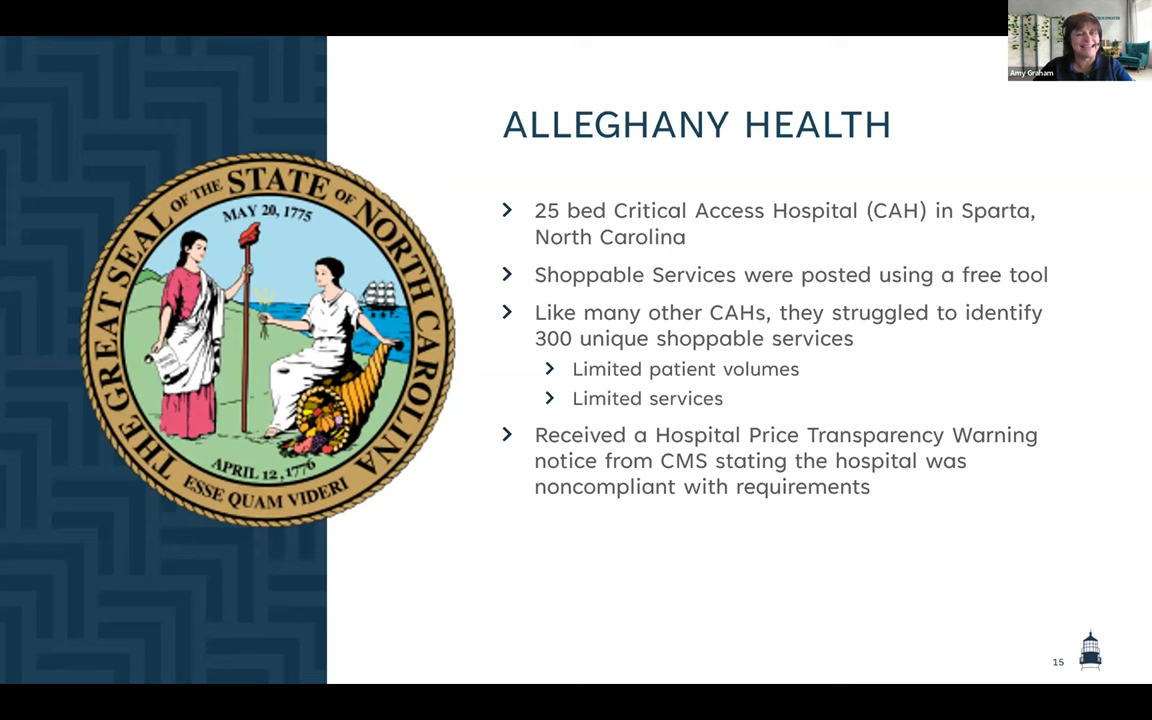 Amy Graham
ALLEGHANY HEALTH
THE GREAT SEAL OF THE STATE OF NORTH CAROLINA
MAY 20, 1775
APRIL 12, 1776
ESSE QUAM VIDERI
25 bed Critical Access Hospital (CAH) in Sparta,
North Carolina
Shoppable Services were posted using a free tool
Like many other CAHs, they struggled to identify
300 unique shoppable services
Limited patient volumes
Limited services
Received a Hospital Price Transparency Warning
notice from CMS stating the hospital was
noncompliant with requirements
15